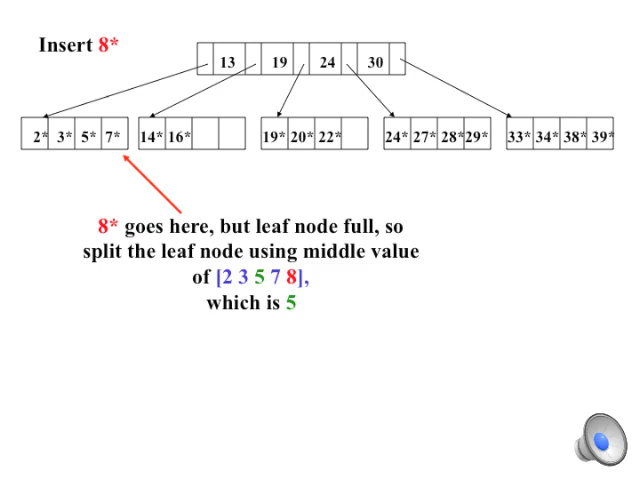 Insert 8*
13 19 24 30
2* 3* 5* 7* 14* 16* 19* 20* 22* 24* 27* 28* 29* 33* 34* 38* 39*
8* goes here, but leaf node full, so
split the leaf node using middle value
of [2 3 5 7 8],
which is 5